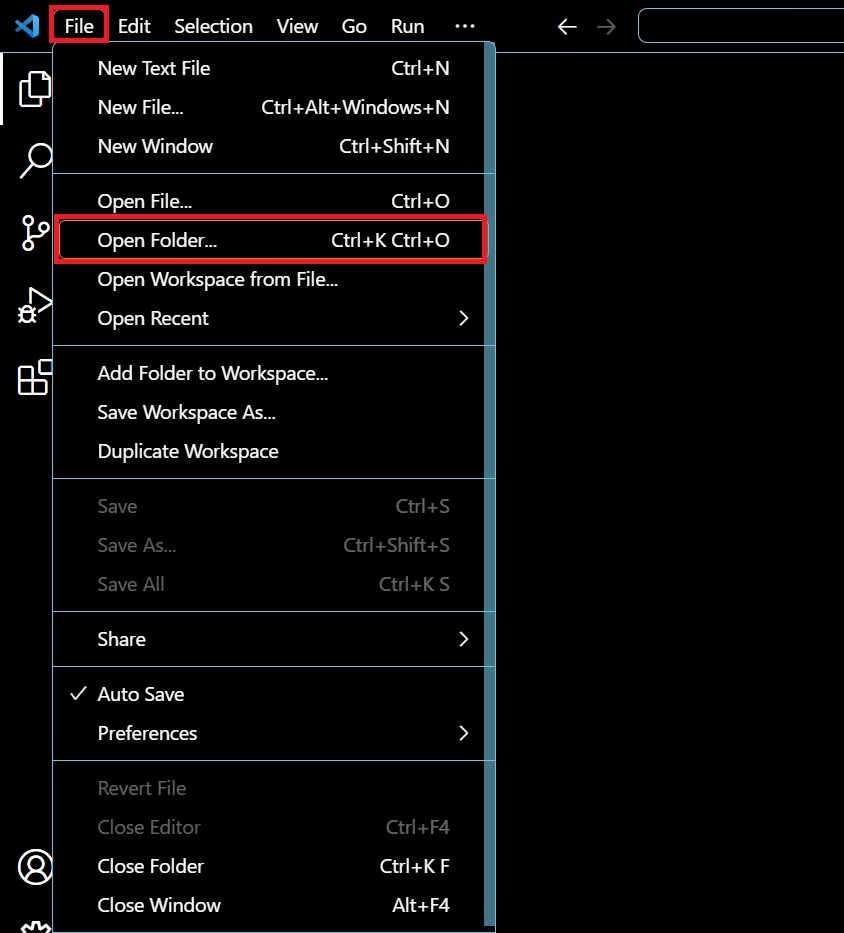 File Edit Selection View Go Run ...
New Text File Ctrl+N
New File... Ctrl+Alt+Windows+N
New Window Ctrl+Shift+N
Open File... Ctrl+O
Open Folder... Ctrl+K Ctrl+O
Open Workspace from File...
Open Recent
Add Folder to Workspace...
Save Workspace As...
Duplicate Workspace
Save Ctrl+S
Save As... Ctrl+Shift+S
Save All Ctrl+K S
Share
Auto Save
Preferences
Revert File
Close Editor Ctrl+F4
Close Folder Ctrl+K F
Close Window Alt+F4